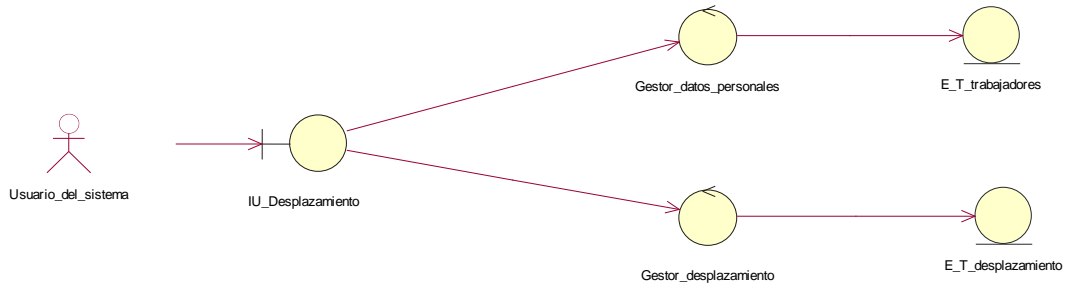 Gestor_datos_personales
E_T_trabajadores
Usuario_del_sistema
IU_Desplazamiento
Gestor_desplazamiento
E_T_desplazamiento